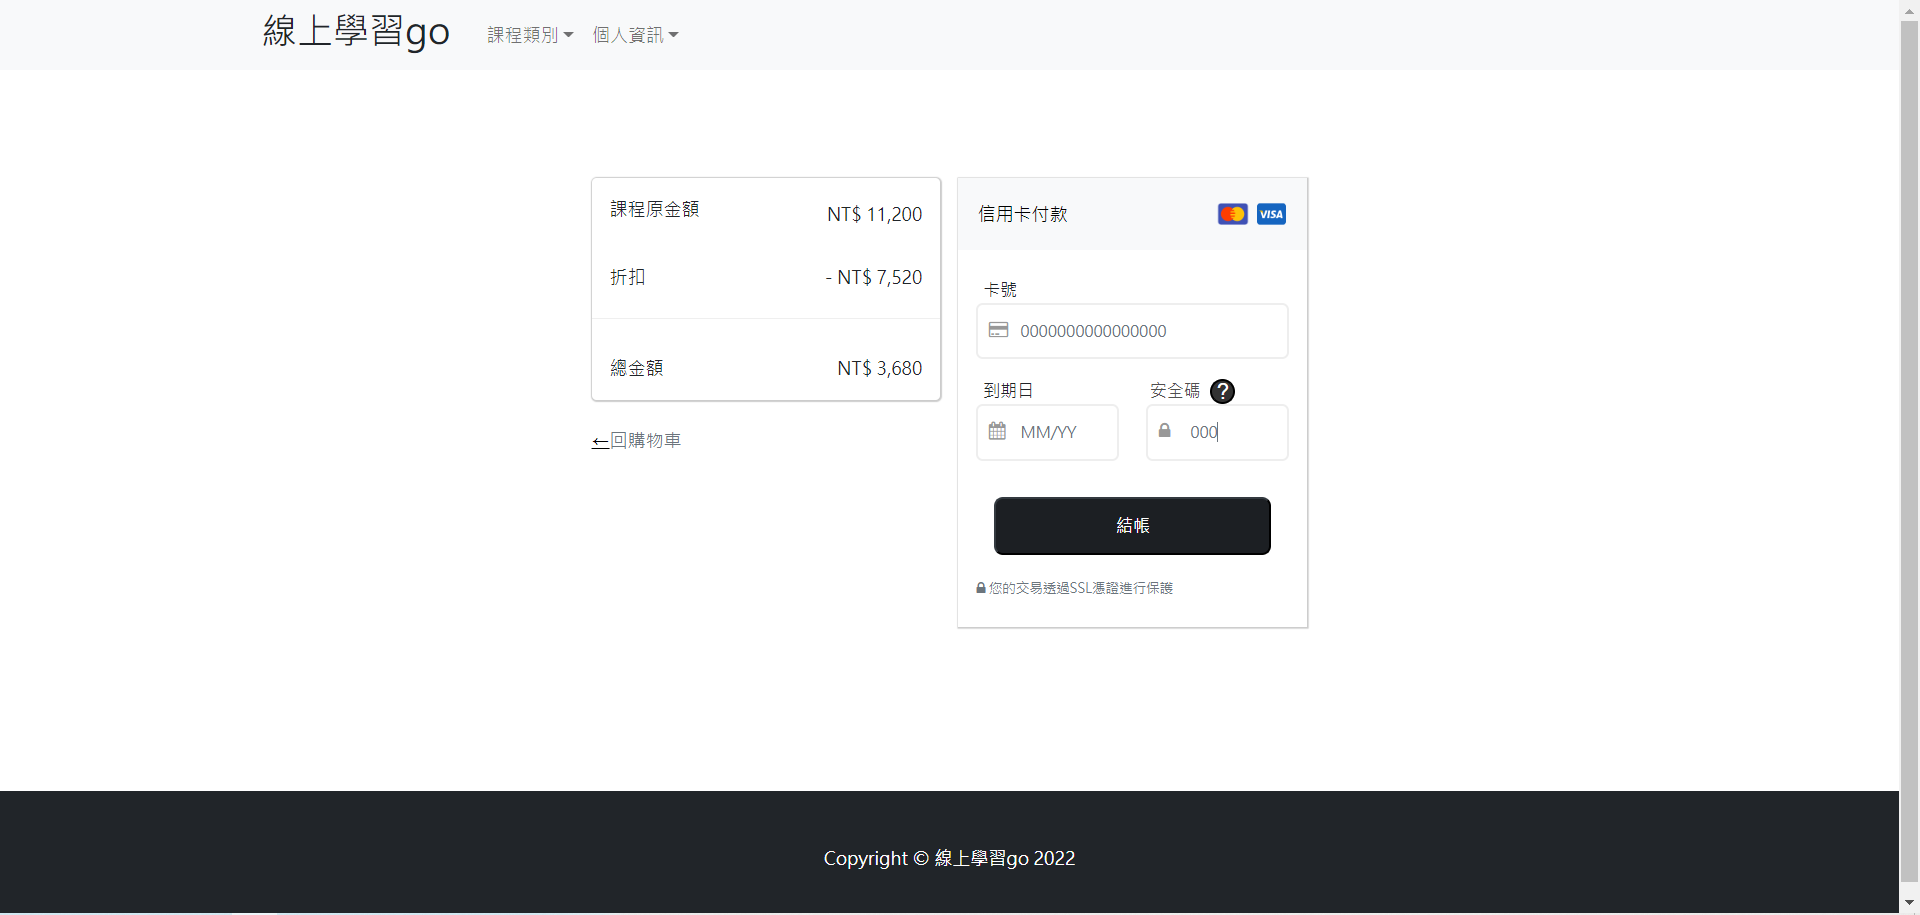 線上學習go
課程類別
個人資訊
課程原金額 NT$ 11,200
折扣 - NT$ 7,520
總金額 NT$ 3,680
←回購物車
信用卡付款 VISA
卡號
0000000000000000
到期日 安全碼 ?
MM/YY 000
結帳
您的交易透過SSL憑證進行保護
Copyright © 線上學習go 2022